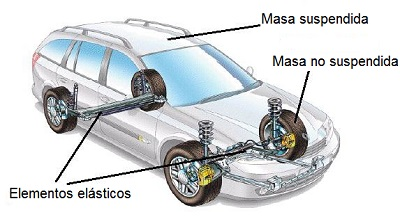 Masa suspendida
Masa no suspendida
Elementos elásticos